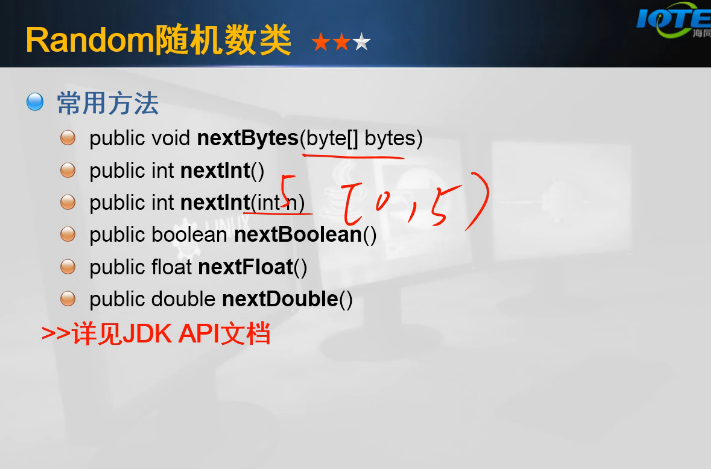 Random随机数类
IOTE
海同
常用方法
public void nextBytes(byte[] bytes)
public int nextInt()
public int nextInt(int n)
5 [0,5)
public boolean nextBoolean()
public float nextFloat()
public double nextDouble()
>>详见JDK API文档
LINUX